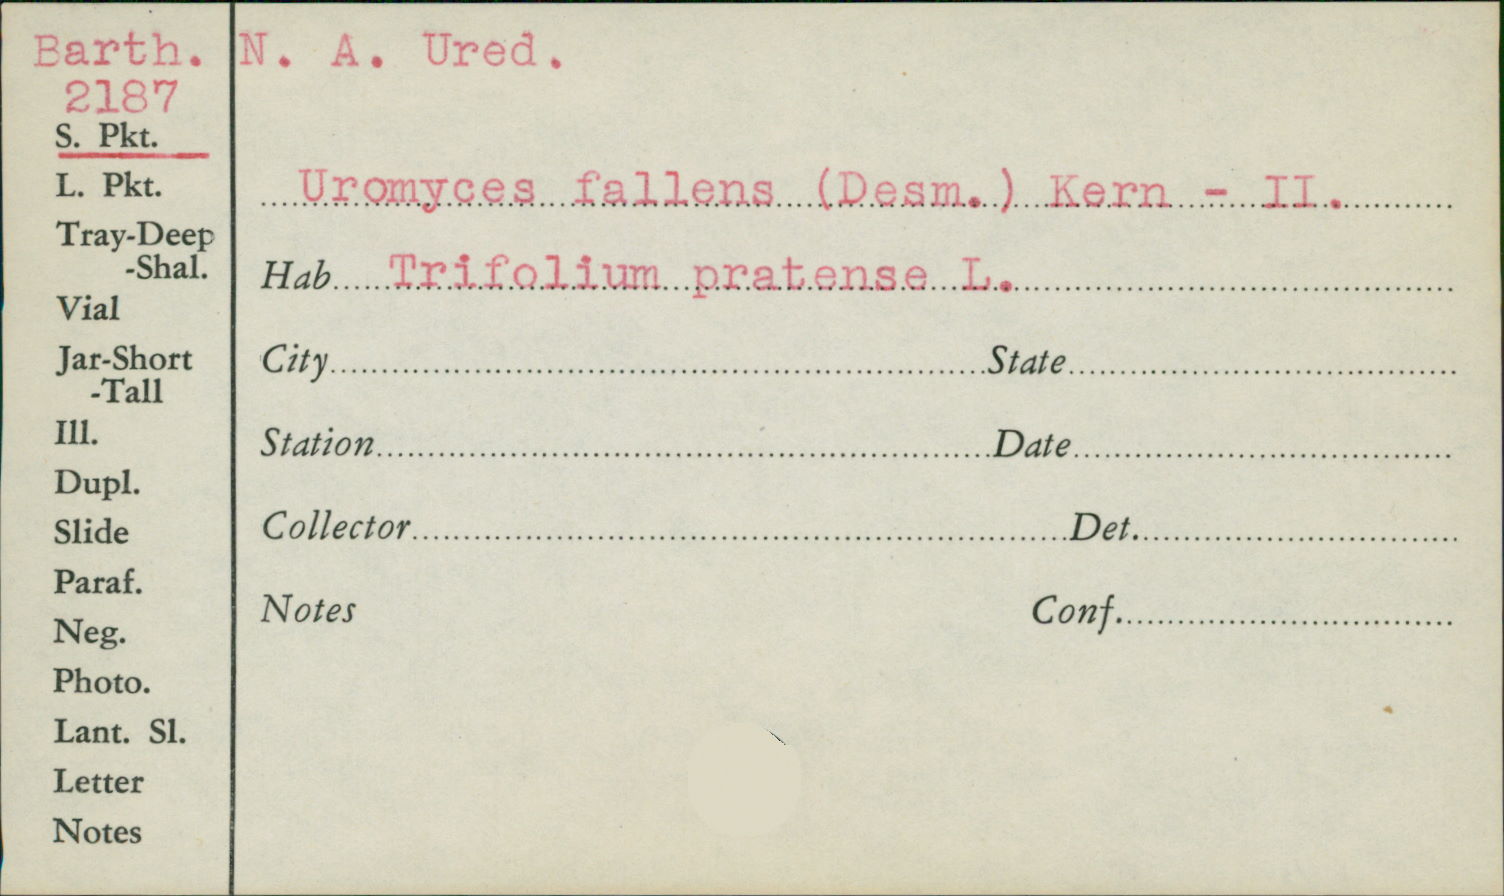 Barth. N. A. Ured.
2187
S. Pkt.
L. Pkt.
Tray-Deep
-Shal.
Vial
Jar-Short
-Tall
Ill.
Dupl.
Slide
Paraf.
Neg.
Photo.
Lant. Sl.
Letter
Notes
Uromyces fallens (Desm.) Kern - II.
Hab Trifolium pratense L.
City State
Station Date
Collector Det.
Notes Conf.